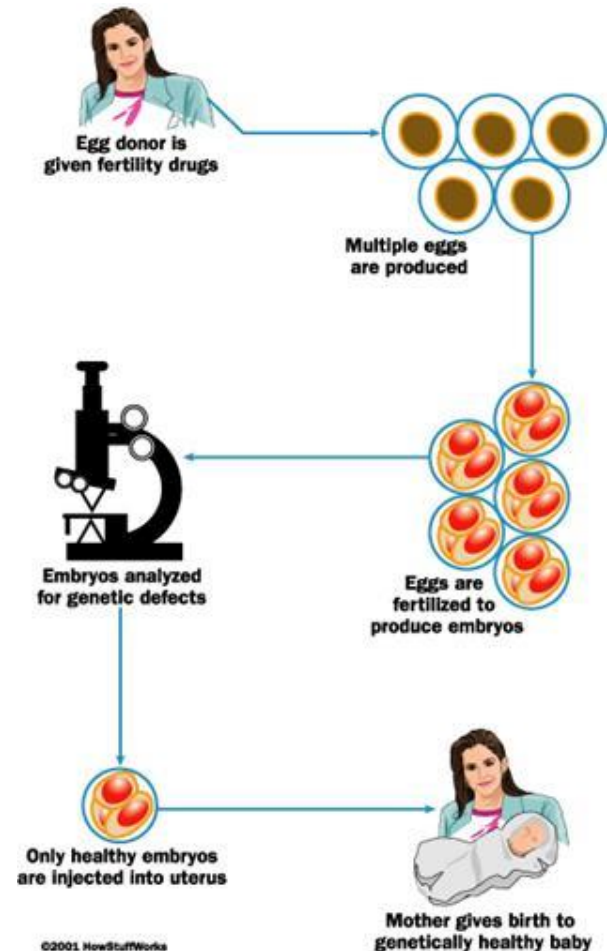 Egg donor is
given fertility drugs
Multiple eggs
are produced
Eggs are
fertilized to
produce embryos
Embryos analyzed
for genetic defects
Only healthy embryos
are injected into uterus
Mother gives birth to
genetically healthy baby
©2001 HowStuffWorks